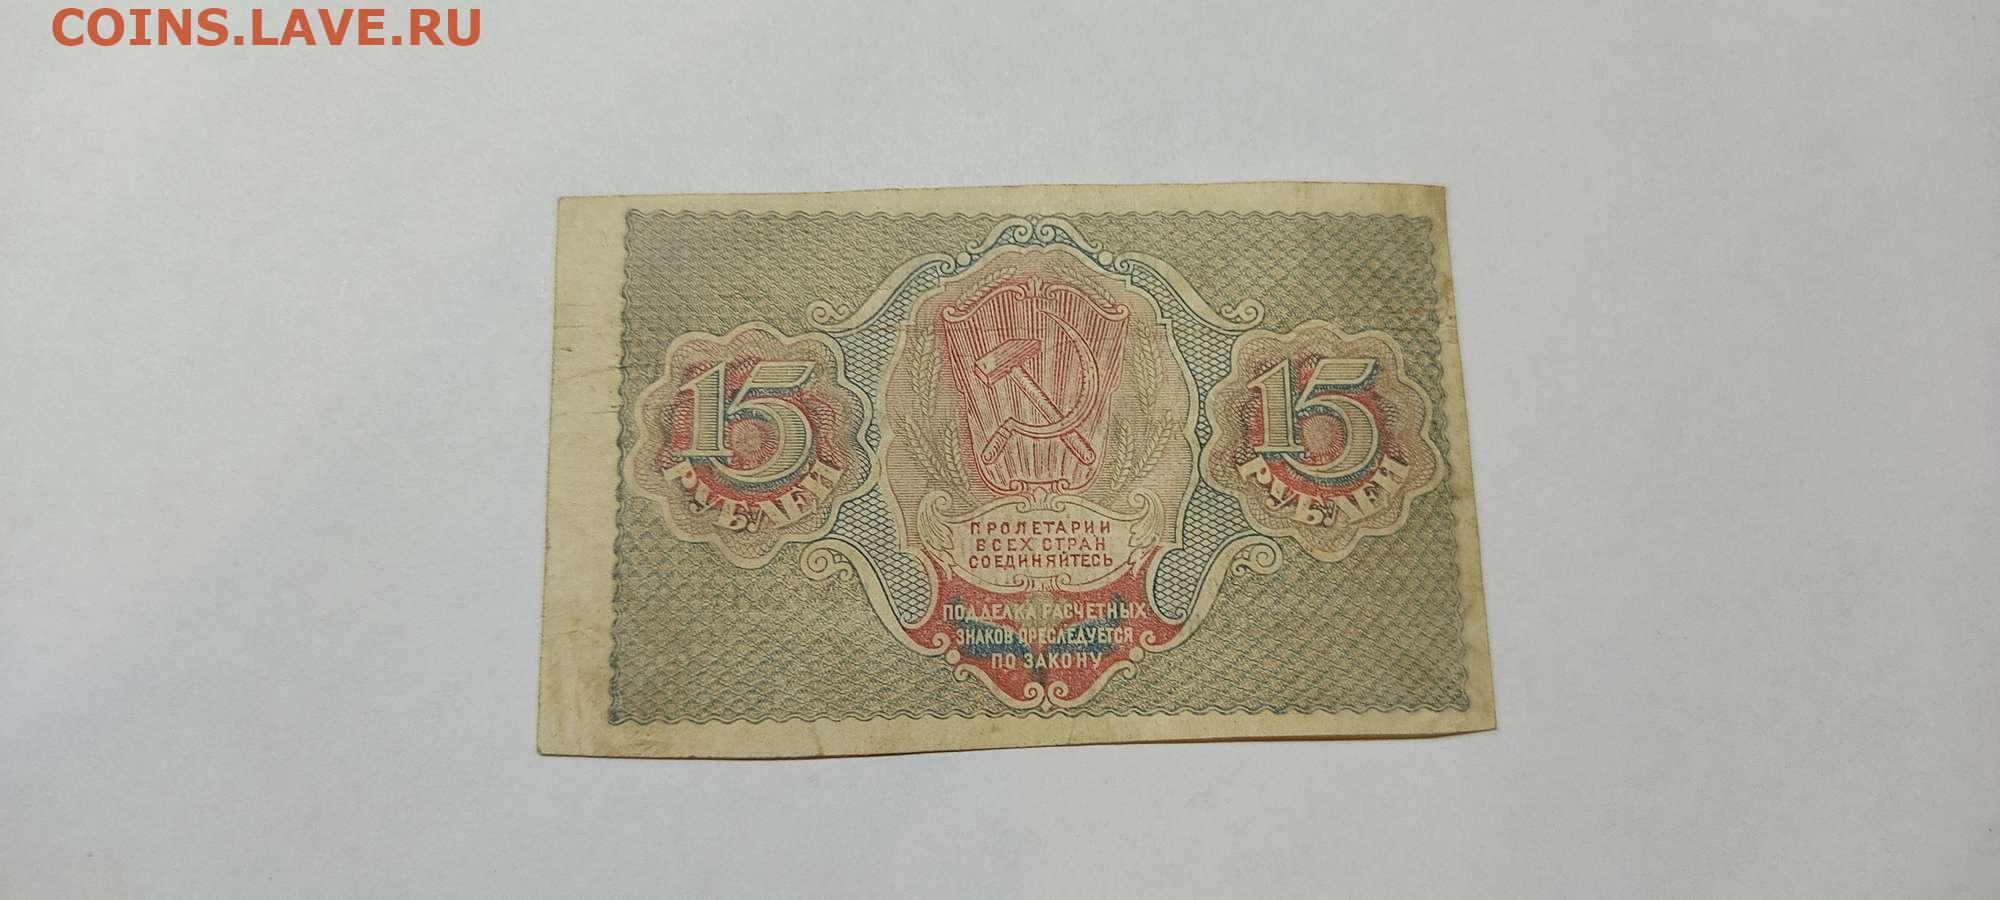 COINS.LAVE.RU
15
РУБЛЕЙ
15
РУБЛЕЙ
ПРОЛЕТАРИИ
ВСЕХ СТРАН
СОЕДИНЯЙТЕСЬ
ПОДДЕЛКА РАСЧЕТНЫХ
ЗНАКОВ ПРЕСЛЕДУЕТСЯ
ПО ЗАКОНУ